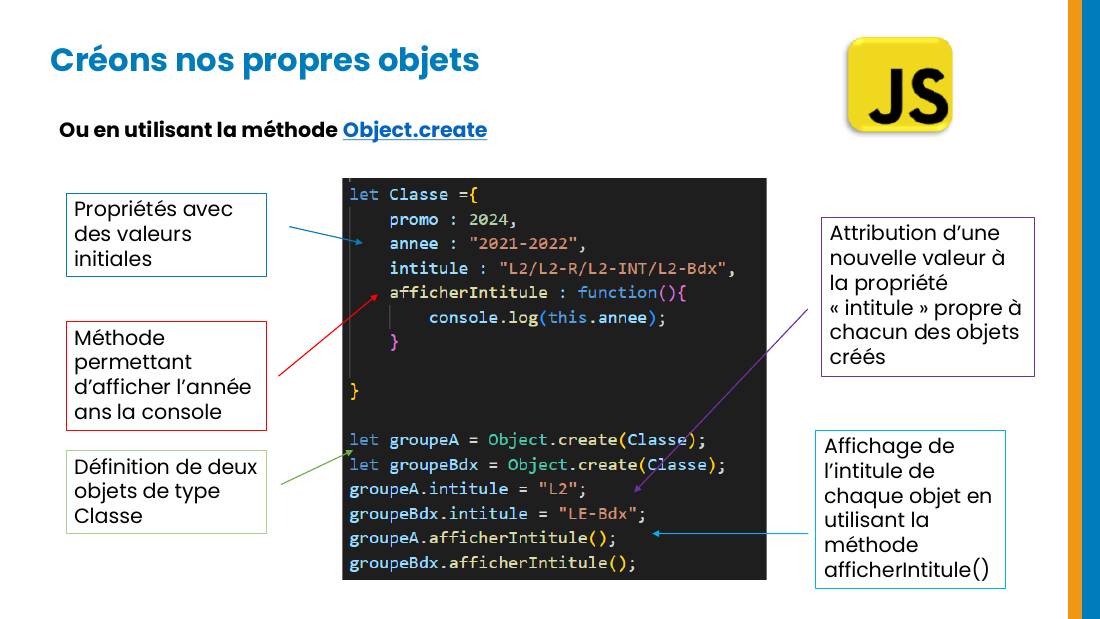 Créons nos propres objets
JS
Ou en utilisant la méthode Object.create
Propriétés avec
des valeurs
initiales
Méthode
permettant
d’afficher l’année
ans la console
Définition de deux
objets de type
Classe
let Classe ={
promo : 2024,
annee : "2021-2022",
intitule : "L2/L2-R/L2-INT/L2-Bdx",
afficherIntitule : function(){
console.log(this.annee);
}
}
let groupeA = Object.create(Classe);
let groupeBdx = Object.create(Classe);
groupeA.intitule = "L2";
groupeBdx.intitule = "LE-Bdx";
groupeA.afficherIntitule();
groupeBdx.afficherIntitule();
Attribution d’une
nouvelle valeur à
la propriété
« intitule » propre à
chacun des objets
créés
Affichage de
l’intitule de
chaque objet en
utilisant la
méthode
afficherIntitule()